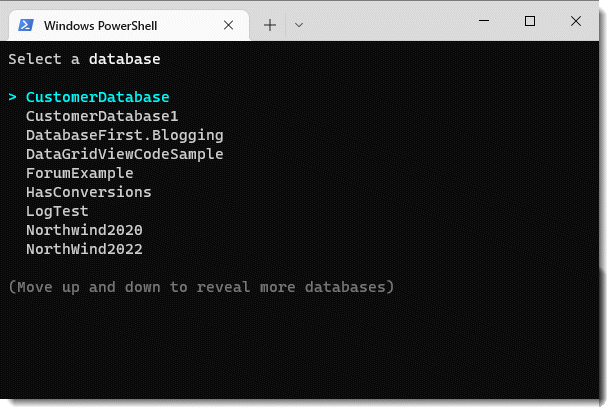 Windows PowerShell
Select a database
> CustomerDatabase
CustomerDatabase1
DatabaseFirst.Blogging
DataGridViewCodeSample
ForumExample
HasConversions
LogTest
Northwind2020
NorthWind2022
(Move up and down to reveal more databases)